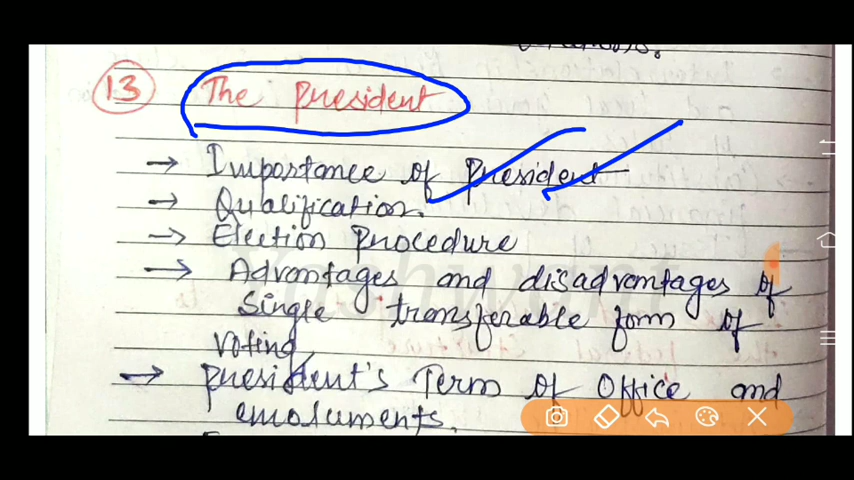 13 The President
→ Importance of President
→ Qualification.
→ Election Procedure
→ Advantages and disadvantages of
single transferable form of
voting
→ President's Term of Office and
emoluments.